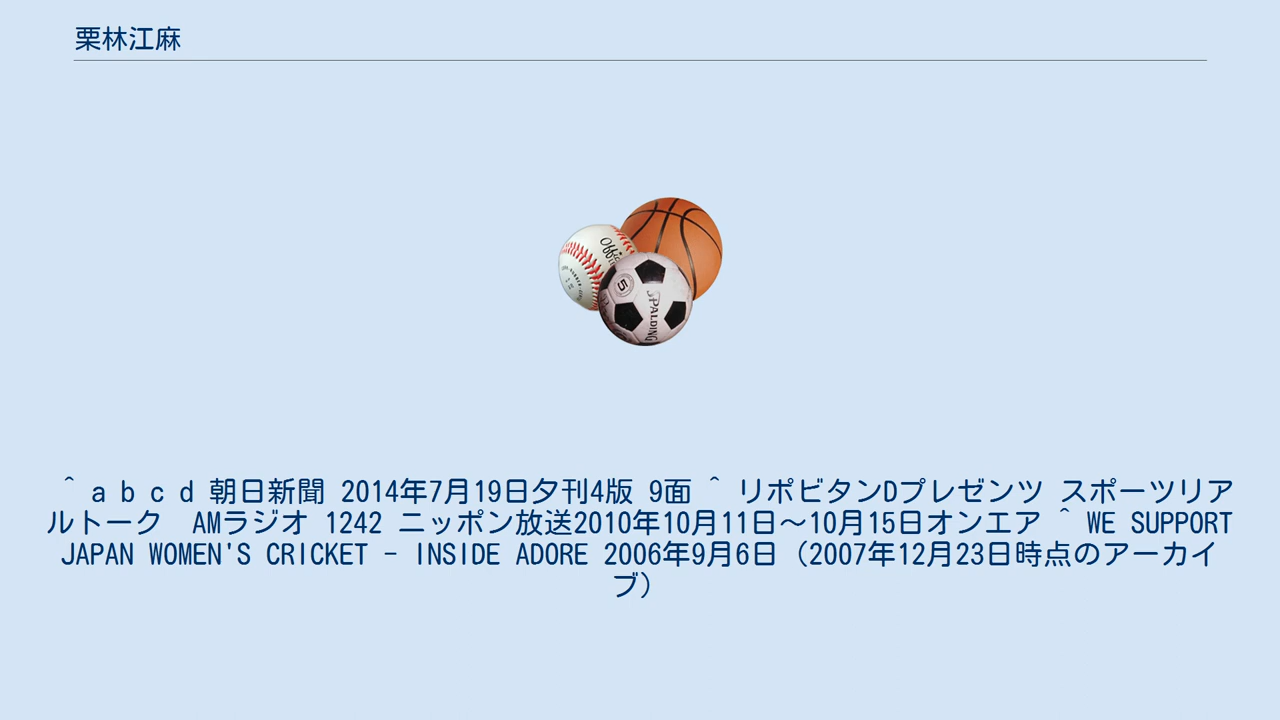 栗林江麻
Offic
5
SPALDING
^ a b c d 朝日新聞 2014年7月19日夕刊4版 9面 ^ リポビタンDプレゼンツ スポーツリア
ルトーク　AMラジオ 1242 ニッポン放送2010年10月11日～10月15日オンエア ^ WE SUPPORT
JAPAN WOMEN'S CRICKET - INSIDE ADORE 2006年9月6日（2007年12月23日時点のアーカイ
ブ）